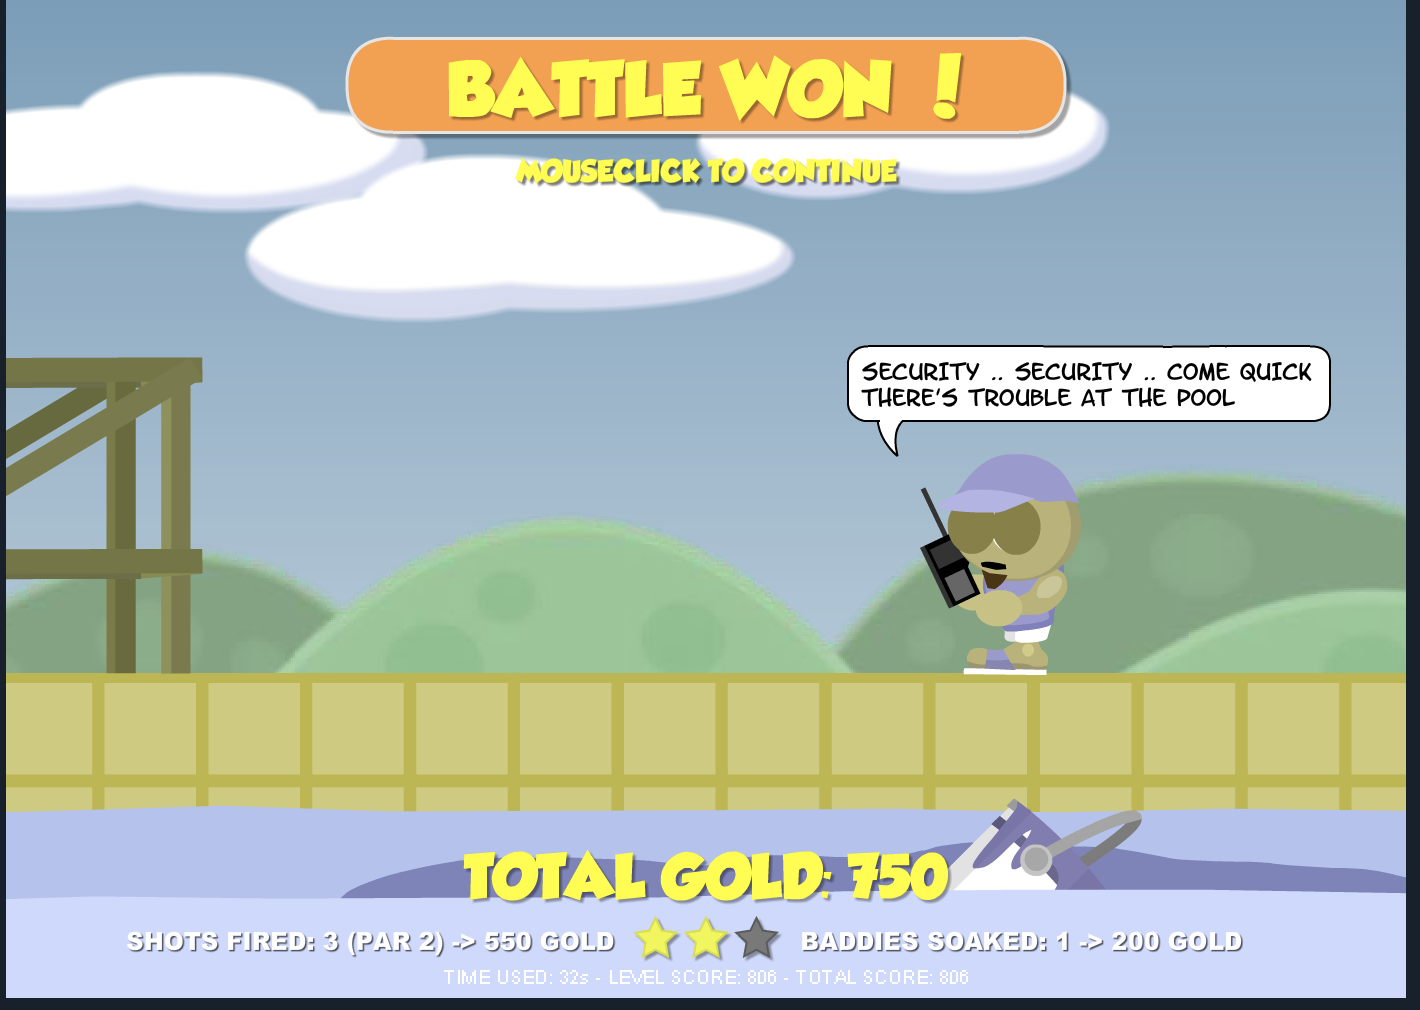 BATTLE WON !
MOUSECLICK TO CONTINUE
SECURITY .. SECURITY .. COME QUICK
THERE'S TROUBLE AT THE POOL
TOTAL GOLD: 750
SHOTS FIRED: 3 (PAR 2) -> 550 GOLD
BADDIES SOAKED: 1 -> 200 GOLD
TIME USED: 32s - LEVEL SCORE: 806 - TOTAL SCORE: 806